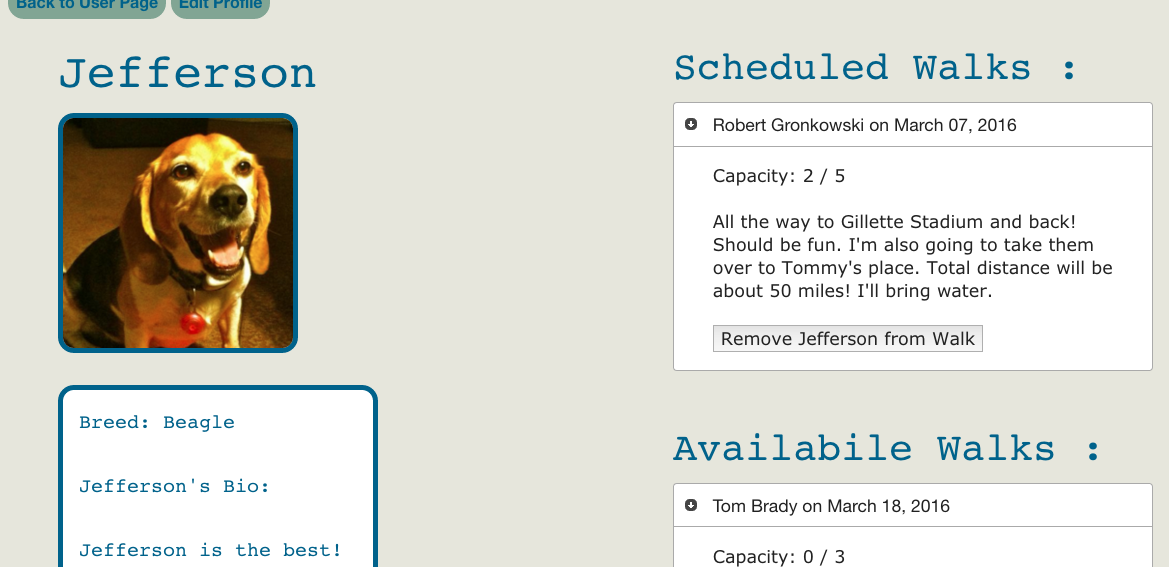 Back to User Page
Edit Profile
Jefferson
Breed: Beagle
Jefferson's Bio:
Jefferson is the best!
Scheduled Walks :
Robert Gronkowski on March 07, 2016
Capacity: 2 / 5
All the way to Gillette Stadium and back!
Should be fun. I'm also going to take them
over to Tommy's place. Total distance will be
about 50 miles! I'll bring water.
Remove Jefferson from Walk
Availabile Walks :
Tom Brady on March 18, 2016
Capacity: 0 / 3